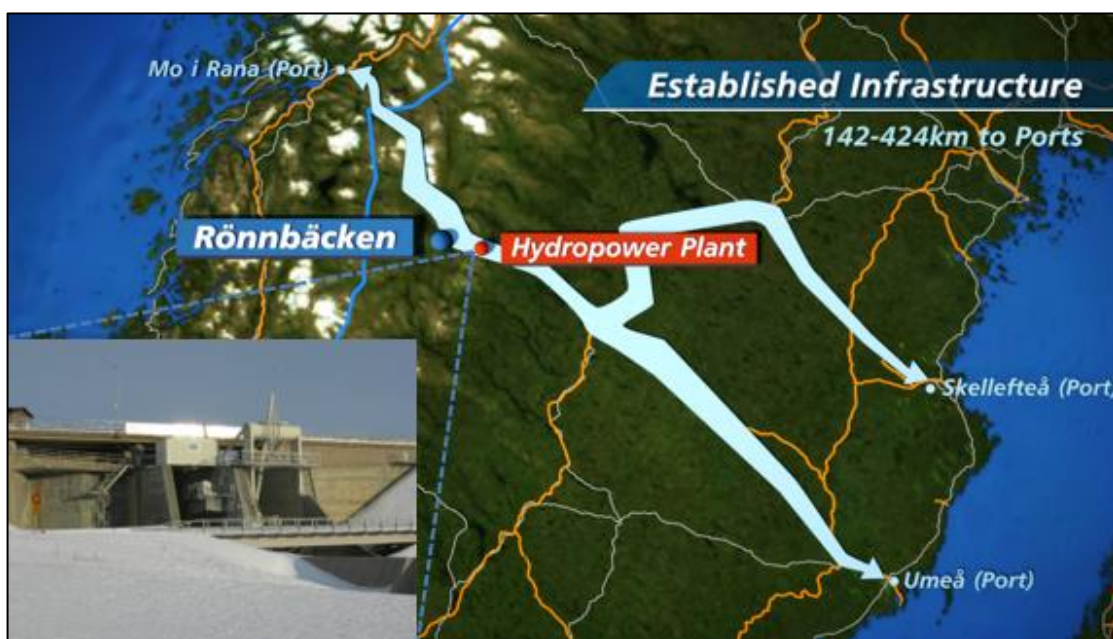 Mo i Rana (Port)
Established Infrastructure
142-424km to Ports
Rönnbäcken
Hydropower Plant
Skellefteå (Port)
Umeå (Port)